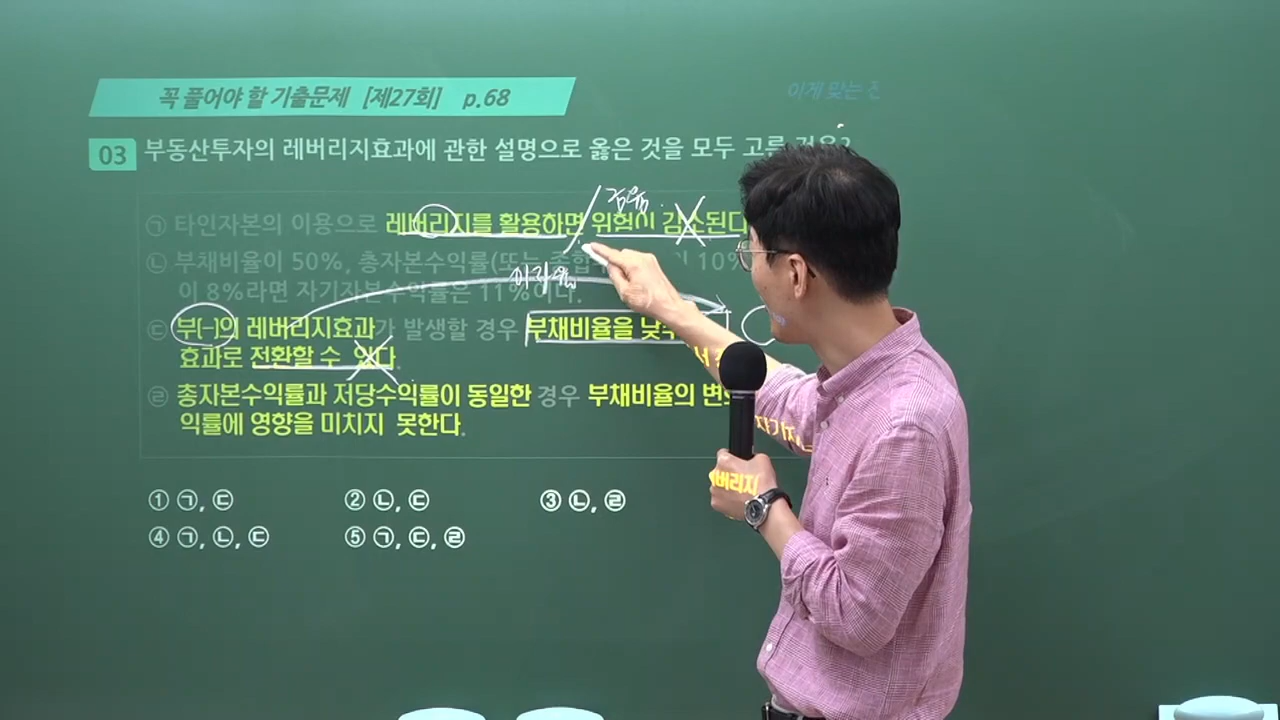 꼭 풀어야 할 기출문제 [제27회] p.68
이게 맞는
03 부동산투자의 레버리지효과에 관한 설명으로 옳은 것을 모두 고른 것은?
㉠ 타인자본의 이용으로 레버리지를 활용하면 위험이 감소된다
㉡ 부채비율이 50%, 총자본수익률(또는 종합 10%
이 8%라면 자기자본수익률은 11%이다.
㉢ 부(-)의 레버리지효과가 발생할 경우 부채비율을
효과로 전환할 수 있다.
㉣ 총자본수익률과 저당수익률이 동일한 경우 부채비율의
익률에 영향을 미치지 못한다.
① ㉠, ㉢ ② ㉡, ㉢ ③ ㉡, ㉣
④ ㉠, ㉡, ㉢ ⑤ ㉠, ㉢, ㉣